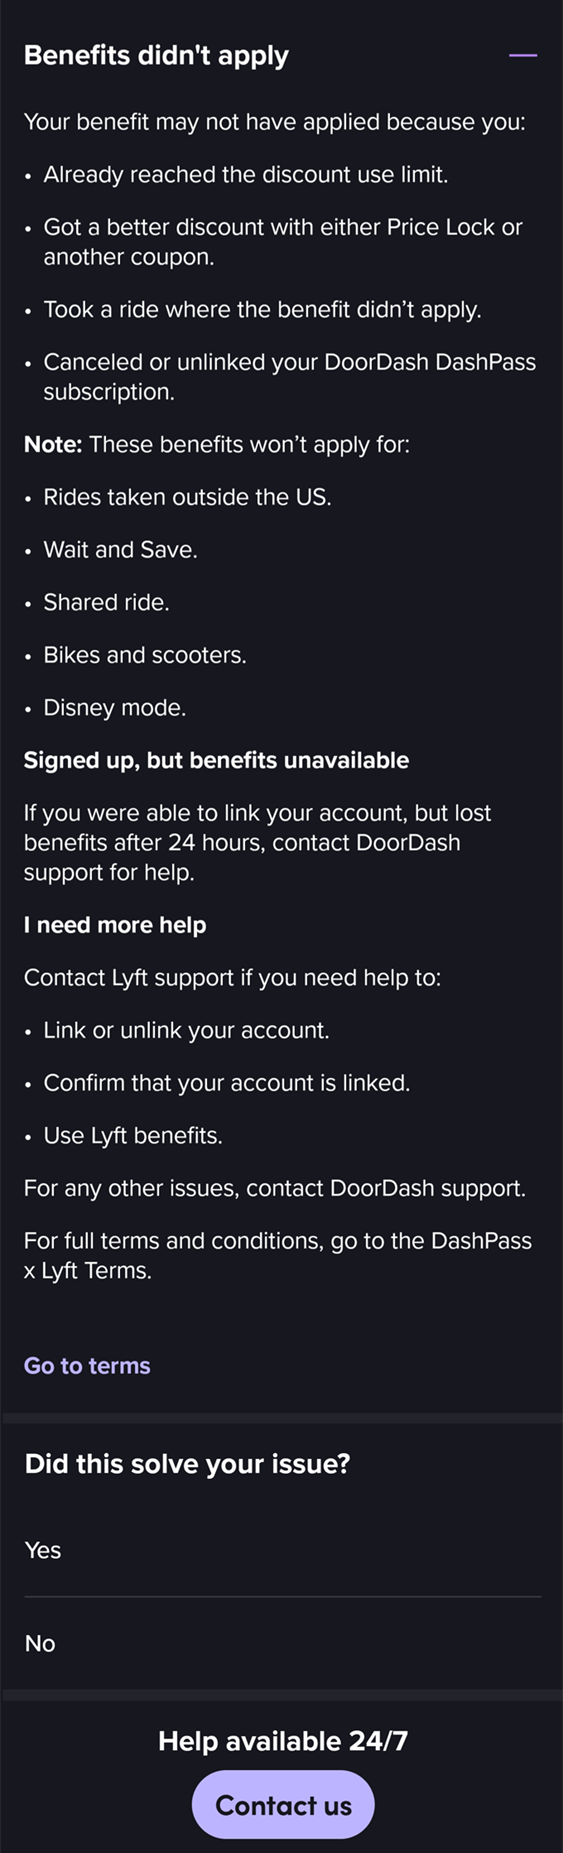 Benefits didn't apply
Your benefit may not have applied because you:
• Already reached the discount use limit.
• Got a better discount with either Price Lock or
another coupon.
• Took a ride where the benefit didn’t apply.
• Canceled or unlinked your DoorDash DashPass
subscription.
Note: These benefits won’t apply for:
• Rides taken outside the US.
• Wait and Save.
• Shared ride.
• Bikes and scooters.
• Disney mode.
Signed up, but benefits unavailable
If you were able to link your account, but lost
benefits after 24 hours, contact DoorDash
support for help.
I need more help
Contact Lyft support if you need help to:
• Link or unlink your account.
• Confirm that your account is linked.
• Use Lyft benefits.
For any other issues, contact DoorDash support.
For full terms and conditions, go to the DashPass
x Lyft Terms.
Go to terms
Did this solve your issue?
Yes
No
Help available 24/7
Contact us